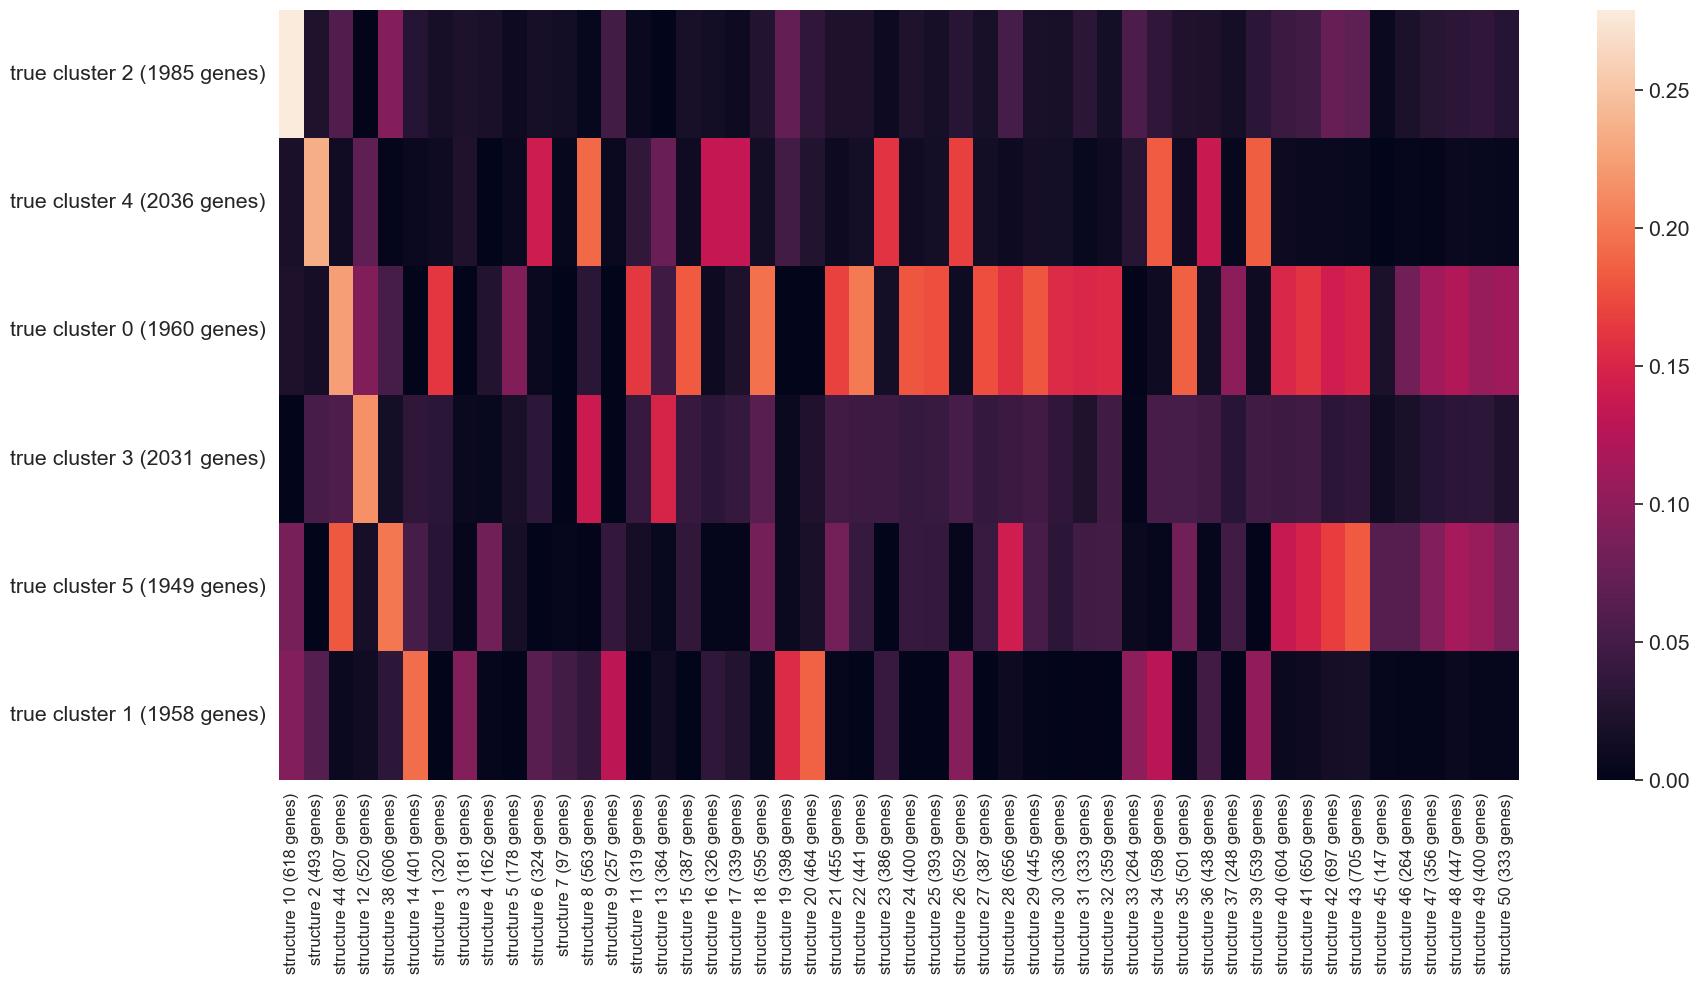 true cluster 2 (1985 genes)
true cluster 4 (2036 genes)
true cluster 0 (1960 genes)
true cluster 3 (2031 genes)
true cluster 5 (1949 genes)
true cluster 1 (1958 genes)
0.25
0.20
0.15
0.10
0.05
0.00
structure 10 (618 genes)
structure 2 (493 genes)
structure 44 (807 genes)
structure 12 (520 genes)
structure 38 (606 genes)
structure 14 (401 genes)
structure 1 (320 genes)
structure 3 (181 genes)
structure 4 (162 genes)
structure 5 (178 genes)
structure 6 (324 genes)
structure 7 (97 genes)
structure 8 (563 genes)
structure 9 (257 genes)
structure 11 (319 genes)
structure 13 (364 genes)
structure 15 (387 genes)
structure 16 (326 genes)
structure 17 (339 genes)
structure 18 (595 genes)
structure 19 (398 genes)
structure 20 (464 genes)
structure 21 (455 genes)
structure 22 (441 genes)
structure 23 (386 genes)
structure 24 (400 genes)
structure 25 (393 genes)
structure 26 (592 genes)
structure 27 (387 genes)
structure 28 (656 genes)
structure 29 (445 genes)
structure 30 (336 genes)
structure 31 (333 genes)
structure 32 (359 genes)
structure 33 (264 genes)
structure 34 (598 genes)
structure 35 (501 genes)
structure 36 (438 genes)
structure 37 (248 genes)
structure 39 (539 genes)
structure 40 (604 genes)
structure 41 (650 genes)
structure 42 (697 genes)
structure 43 (705 genes)
structure 45 (147 genes)
structure 46 (264 genes)
structure 47 (356 genes)
structure 48 (447 genes)
structure 49 (400 genes)
structure 50 (333 genes)